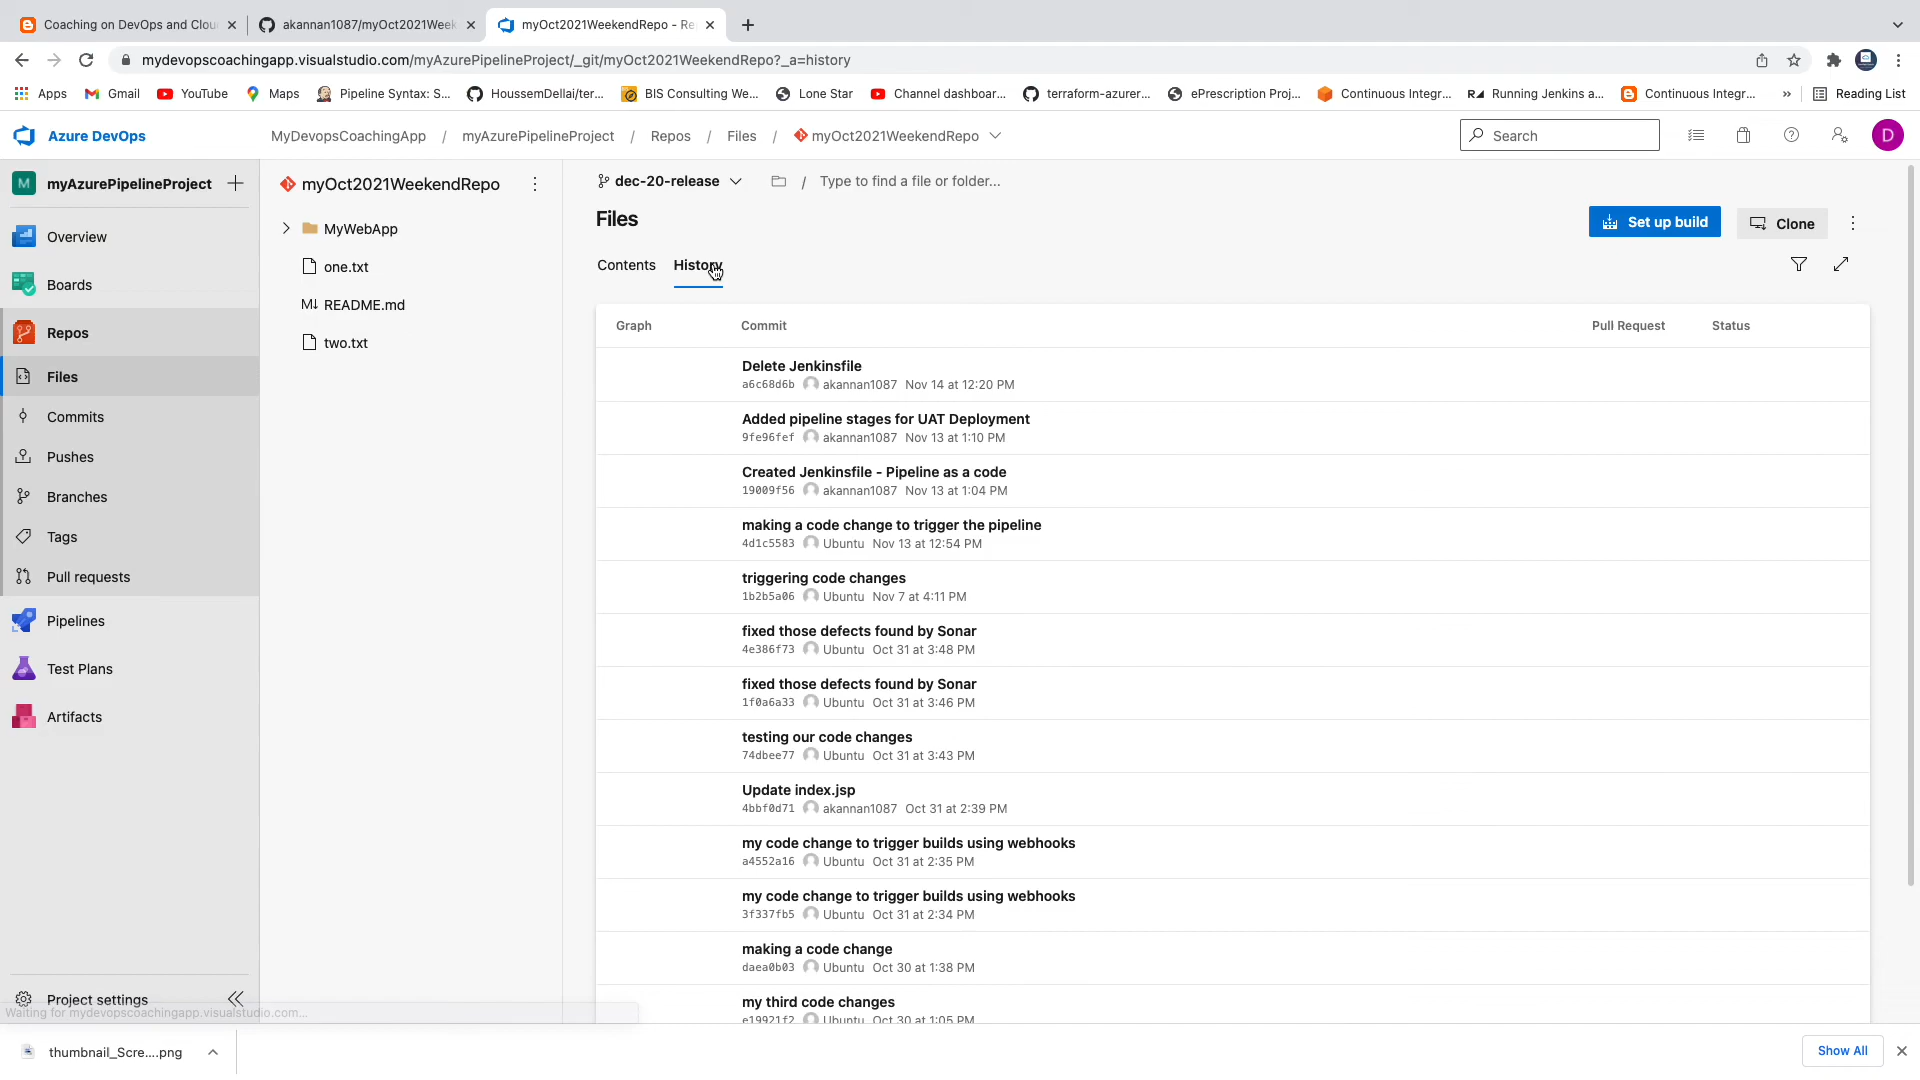 Coaching on DevOps and Clou
akannan1087/myOct2021Week
myOct2021WeekendRepo - Re
mydevopscoachingapp.visualstudio.com/myAzurePipelineProject/_git/myOct2021WeekendRepo?_a=history
Apps
Gmail
YouTube
Maps
Pipeline Syntax: S...
HoussemDellai/ter...
BIS Consulting We...
Lone Star
Channel dashboar...
terraform-azurer...
ePrescription Proj...
Continuous Integr...
Running Jenkins a...
Continuous Integr...
»
Reading List
Azure DevOps
MyDevopsCoachingApp / myAzurePipelineProject / Repos / Files / myOct2021WeekendRepo
Search
D
M myAzurePipelineProject
Overview
Boards
Repos
Files
Commits
Pushes
Branches
Tags
Pull requests
Pipelines
Test Plans
Artifacts
Project settings
Waiting for mydevopscoachingapp.visualstudio.com...
myOct2021WeekendRepo
MyWebApp
one.txt
M↓ README.md
two.txt
dec-20-release / Type to find a file or folder...
Files
Set up build
Clone
Contents
History
Graph Commit Pull Request Status
Delete Jenkinsfile
a6c68d6b akannan1087 Nov 14 at 12:20 PM
Added pipeline stages for UAT Deployment
9fe96fef akannan1087 Nov 13 at 1:10 PM
Created Jenkinsfile - Pipeline as a code
19009f56 akannan1087 Nov 13 at 1:04 PM
making a code change to trigger the pipeline
4d1c5583 Ubuntu Nov 13 at 12:54 PM
triggering code changes
1b2b5a06 Ubuntu Nov 7 at 4:11 PM
fixed those defects found by Sonar
4e386f73 Ubuntu Oct 31 at 3:48 PM
fixed those defects found by Sonar
1f0a6a33 Ubuntu Oct 31 at 3:46 PM
testing our code changes
74dbee77 Ubuntu Oct 31 at 3:43 PM
Update index.jsp
4bbf0d71 akannan1087 Oct 31 at 2:39 PM
my code change to trigger builds using webhooks
a4552a16 Ubuntu Oct 31 at 2:35 PM
my code change to trigger builds using webhooks
3f337fb5 Ubuntu Oct 31 at 2:34 PM
making a code change
daea0b03 Ubuntu Oct 30 at 1:38 PM
my third code changes
e19921f2 Ubuntu Oct 30 at 1:05 PM
thumbnail_Scre....png
Show All